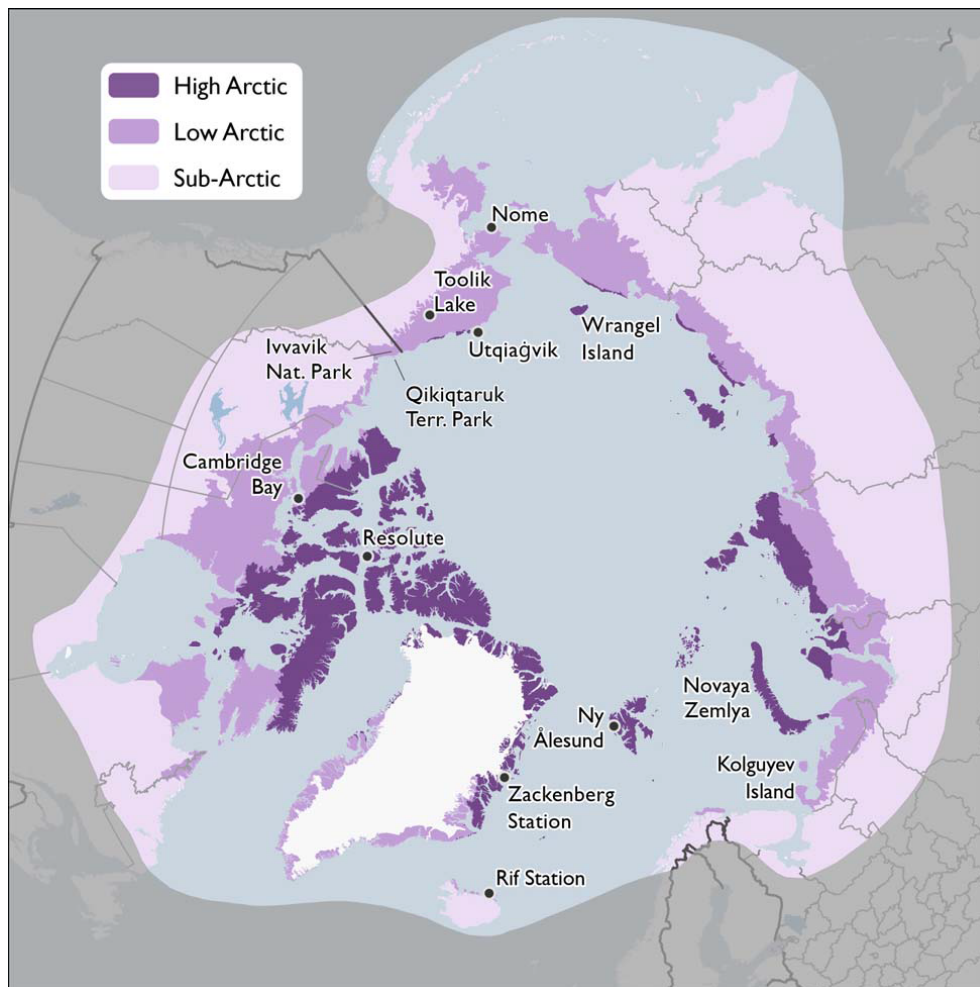 High Arctic
Low Arctic
Sub-Arctic
Nome
Toolik
Lake
Wrangel
Island
Utqiaġvik
Ivvavik
Nat. Park
Qikiqtaruk
Terr. Park
Cambridge
Bay
Resolute
Novaya
Zemlya
Ny
Ålesund
Kolguyev
Island
Zackenberg
Station
Rif Station